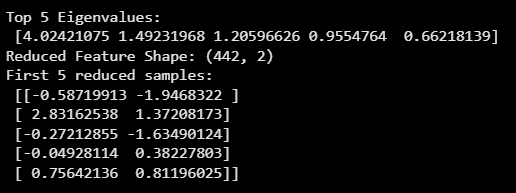 Top 5 Eigenvalues:
[4.02421075 1.49231968 1.20596626 0.9554764  0.66218139]
Reduced Feature Shape: (442, 2)
First 5 reduced samples:
[[-0.58719913 -1.9468322 ]
[ 2.83162538  1.37208173]
[-0.27212855 -1.63490124]
[-0.04928114  0.38227803]
[ 0.75642136  0.81196025]]